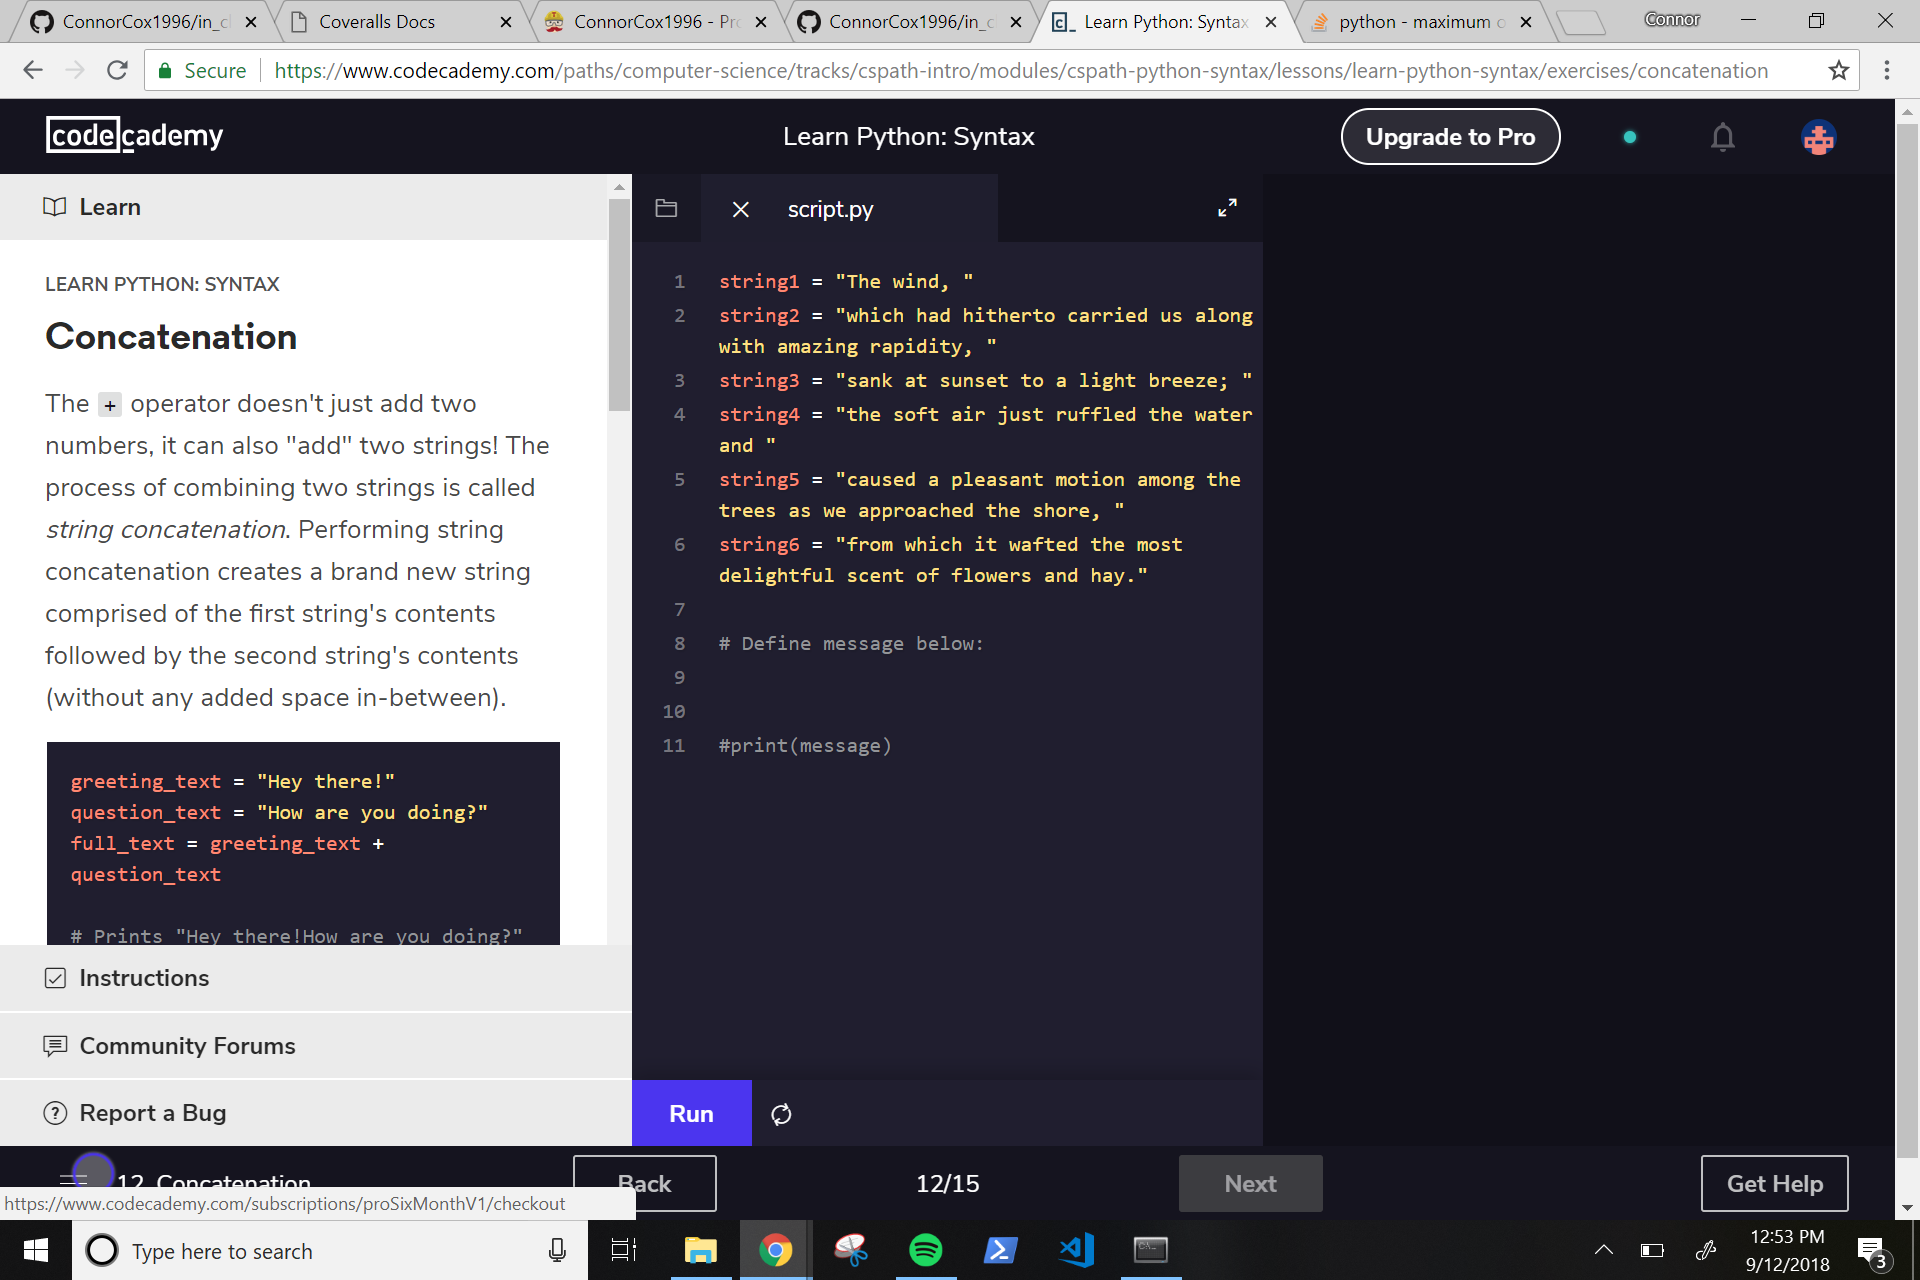 ConnorCox1996/in_c
Coveralls Docs
ConnorCox1996 - Pro
ConnorCox1996/in_c
Learn Python: Syntax
python - maximum
Connor
Secure
https://www.codecademy.com/paths/computer-science/tracks/cspath-intro/modules/cspath-python-syntax/lessons/learn-python-syntax/exercises/concatenation
codecademy
Learn Python: Syntax
Upgrade to Pro
Learn
LEARN PYTHON: SYNTAX
Concatenation
The + operator doesn't just add two
numbers, it can also "add" two strings! The
process of combining two strings is called
string concatenation. Performing string
concatenation creates a brand new string
comprised of the first string's contents
followed by the second string's contents
(without any added space in-between).
greeting_text = "Hey there!"
question_text = "How are you doing?"
full_text = greeting_text +
question_text
# Prints "Hey there!How are you doing?"
Instructions
Community Forums
Report a Bug
script.py
1 string1 = "The wind, "
2 string2 = "which had hitherto carried us along
with amazing rapidity, "
3 string3 = "sank at sunset to a light breeze; "
4 string4 = "the soft air just ruffled the water
and "
5 string5 = "caused a pleasant motion among the
trees as we approached the shore, "
6 string6 = "from which it wafted the most
delightful scent of flowers and hay."
7
8 # Define message below:
9
10
11 #print(message)
Run
12. Concatenation
Back
12/15
Next
Get Help
https://www.codecademy.com/subscriptions/proSixMonthV1/checkout
Type here to search
12:53 PM
9/12/2018
3